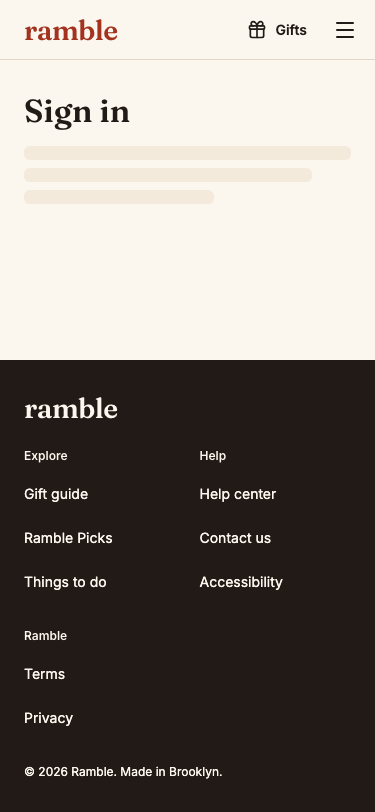 ramble
Gifts
Sign in
ramble
Explore
Gift guide
Ramble Picks
Things to do
Help
Help center
Contact us
Accessibility
Ramble
Terms
Privacy
© 2026 Ramble. Made in Brooklyn.